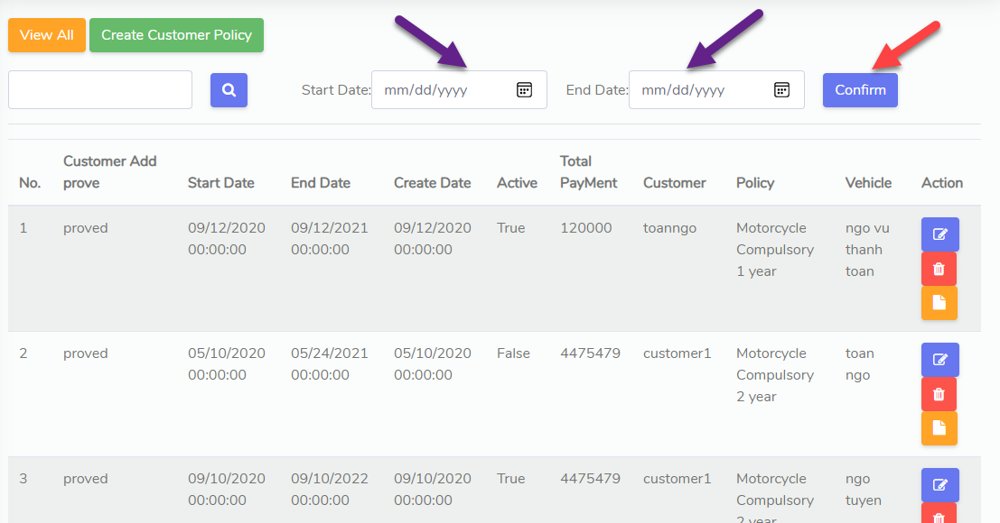 View All Create Customer Policy
Start Date: mm/dd/yyyy End Date: mm/dd/yyyy Confirm
No. Customer Add prove Start Date End Date Create Date Active Total PayMent Customer Policy Vehicle Action
1 proved 09/12/2020 09/12/2021 09/12/2020 True 120000 toanngo Motorcycle ngo vu
00:00:00 00:00:00 00:00:00 Compulsory thanh
1 year toan
2 proved 05/10/2020 05/24/2021 05/10/2020 False 4475479 customer1 Motorcycle toan
00:00:00 00:00:00 00:00:00 Compulsory ngo
2 year
3 proved 09/10/2020 09/10/2022 09/10/2020 True 4475479 customer1 Motorcycle ngo
00:00:00 00:00:00 00:00:00 Compulsory tuyen
2 year